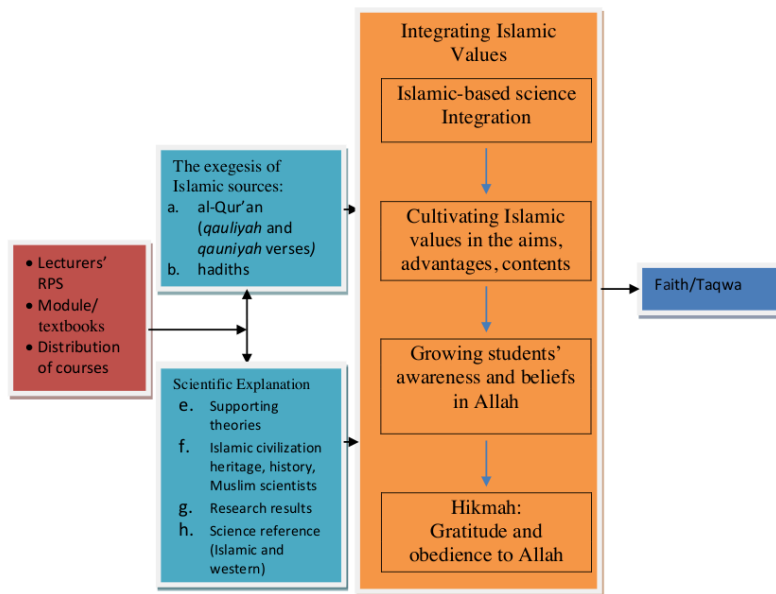 • Lecturers'
RPS
• Module/
textbooks
• Distribution
of courses
The exegesis of
Islamic sources:
a. al-Qur'an
(qauliyah and
qauniyah verses)
b. hadiths
Scientific Explanation
e. Supporting
theories
f. Islamic civilization
heritage, history,
Muslim scientists
g. Research results
h. Science reference
(Islamic and
western)
Integrating Islamic
Values
Islamic-based science
Integration
Cultivating Islamic
values in the aims,
advantages, contents
Growing students'
awareness and beliefs
in Allah
Hikmah:
Gratitude and
obedience to Allah
Faith/Taqwa